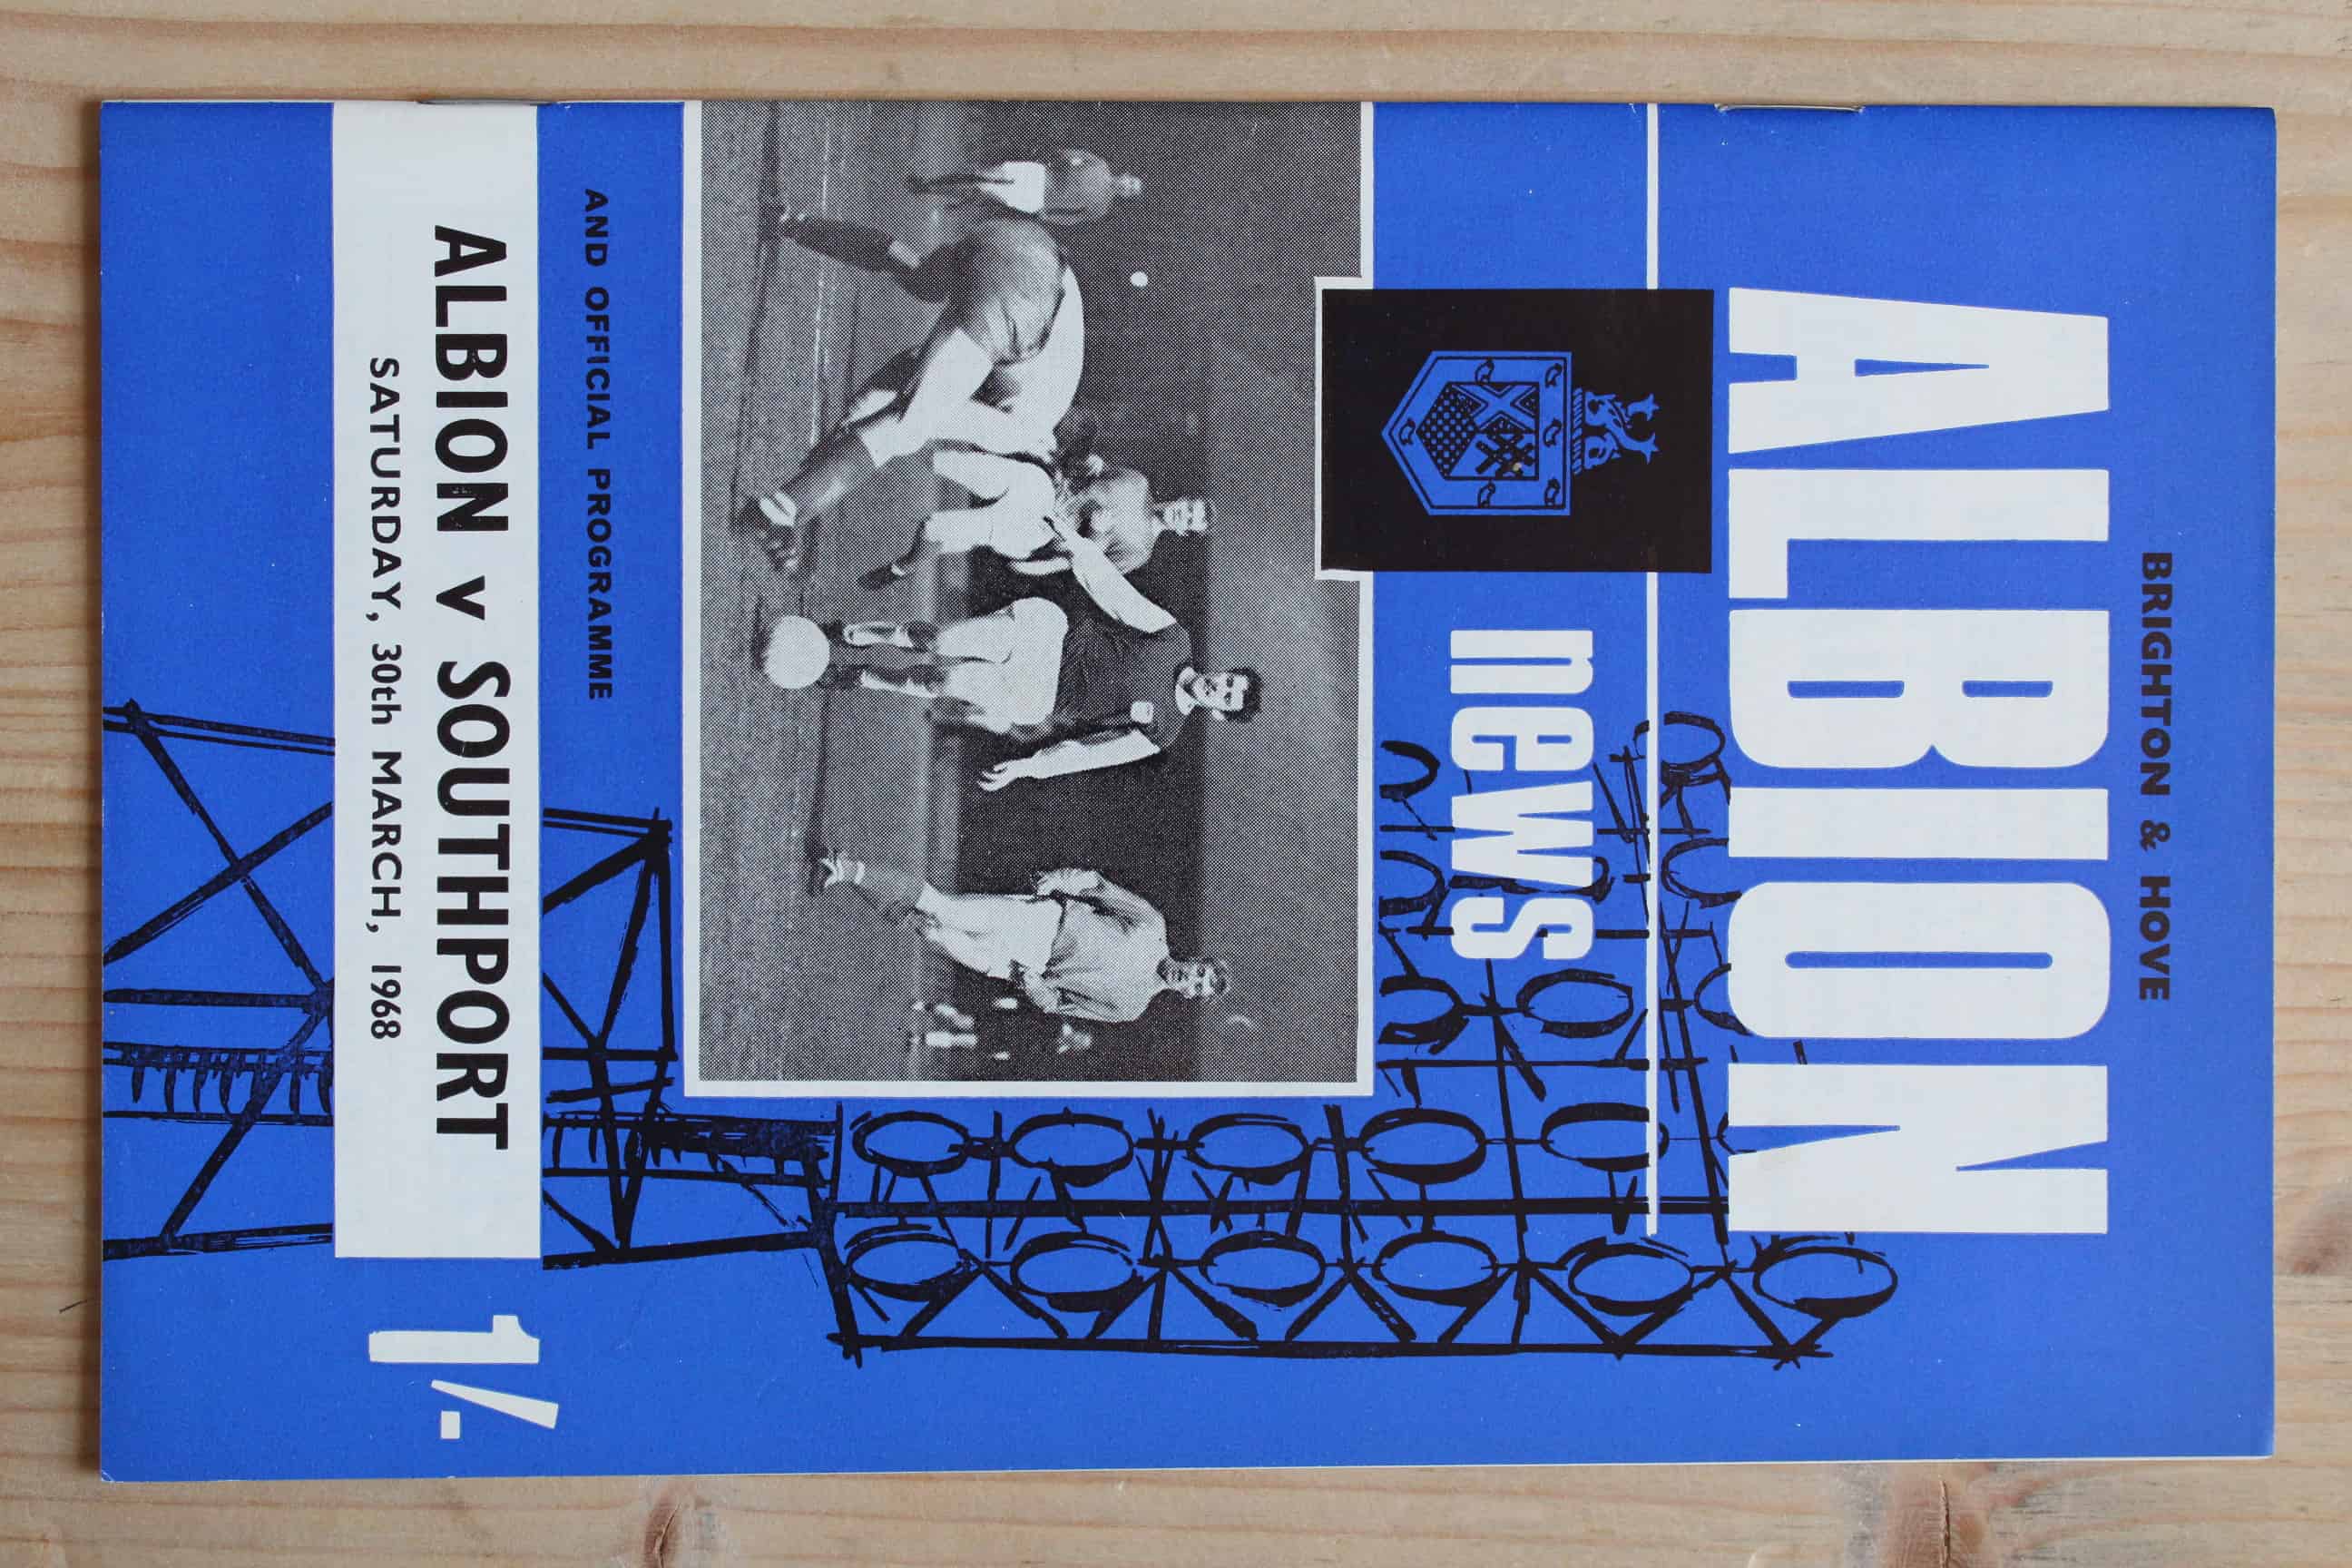 BRIGHTON & HOVE
ALBION
news
AND OFFICIAL PROGRAMME
ALBION v SOUTHPORT
SATURDAY, 30th MARCH, 1968
1/-